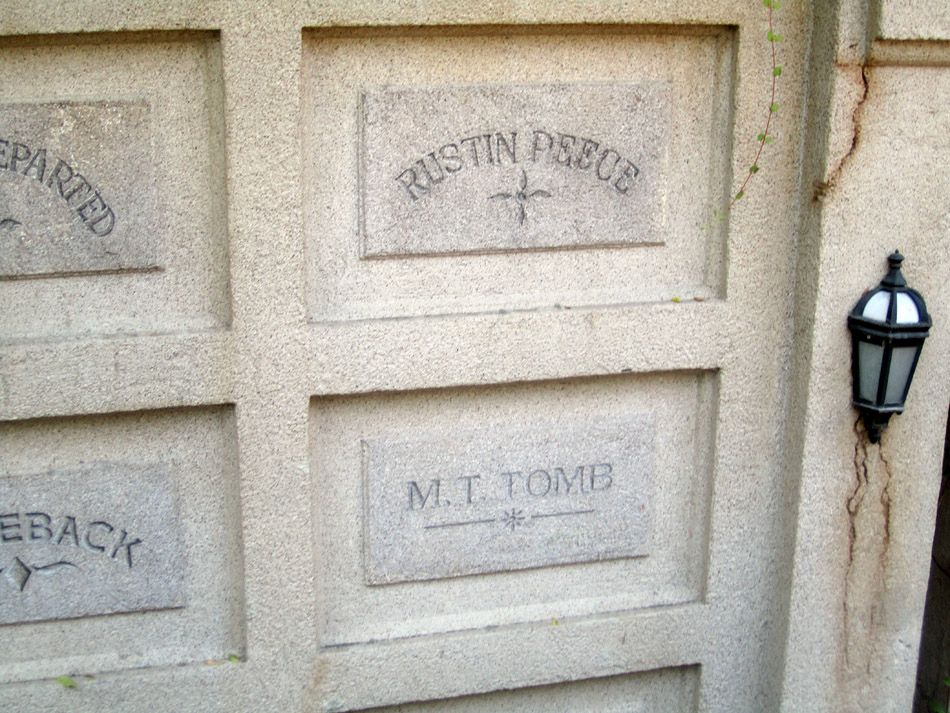 EPARTED
RUSTIN PEECE
EBACK
M.T. TOMB